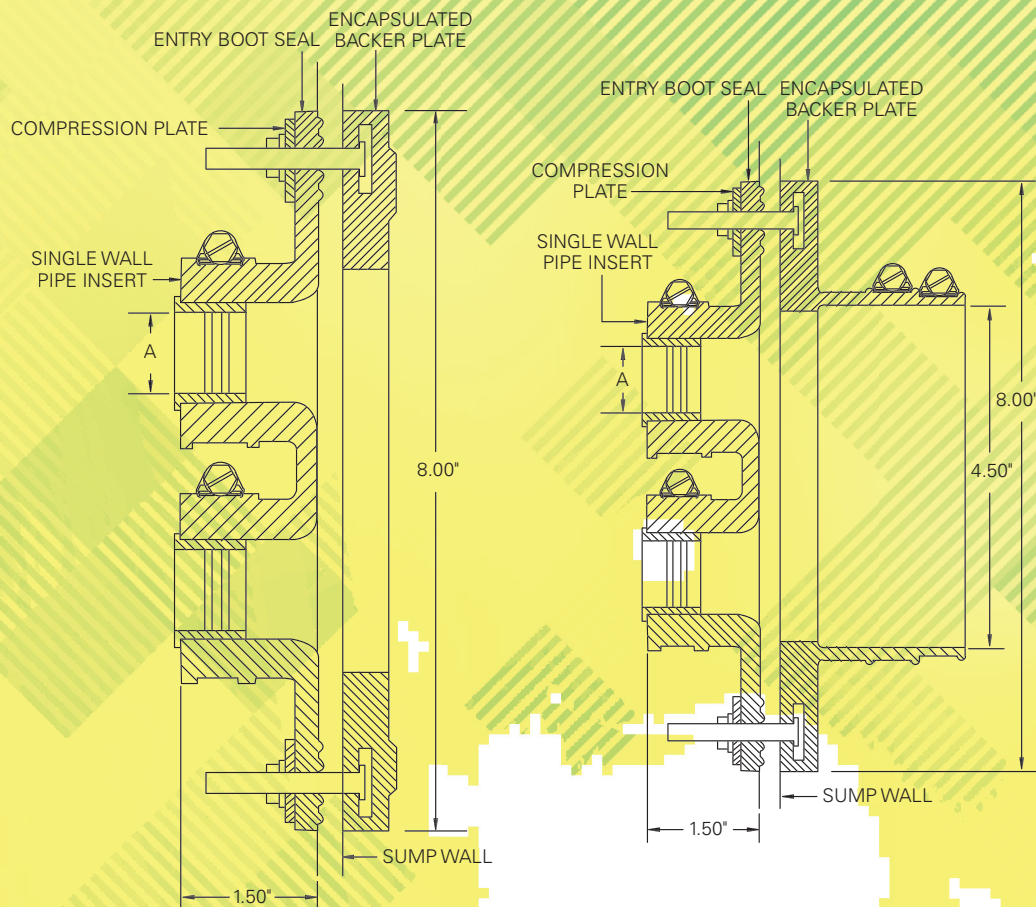 ENTRY BOOT SEAL
ENCAPSULATED
BACKER PLATE
COMPRESSION PLATE
SINGLE WALL
PIPE INSERT
A
8.00"
SUMP WALL
1.50"
ENTRY BOOT SEAL
ENCAPSULATED
BACKER PLATE
COMPRESSION
PLATE
SINGLE WALL
PIPE INSERT
A
8.00"
4.50"
SUMP WALL
1.50"